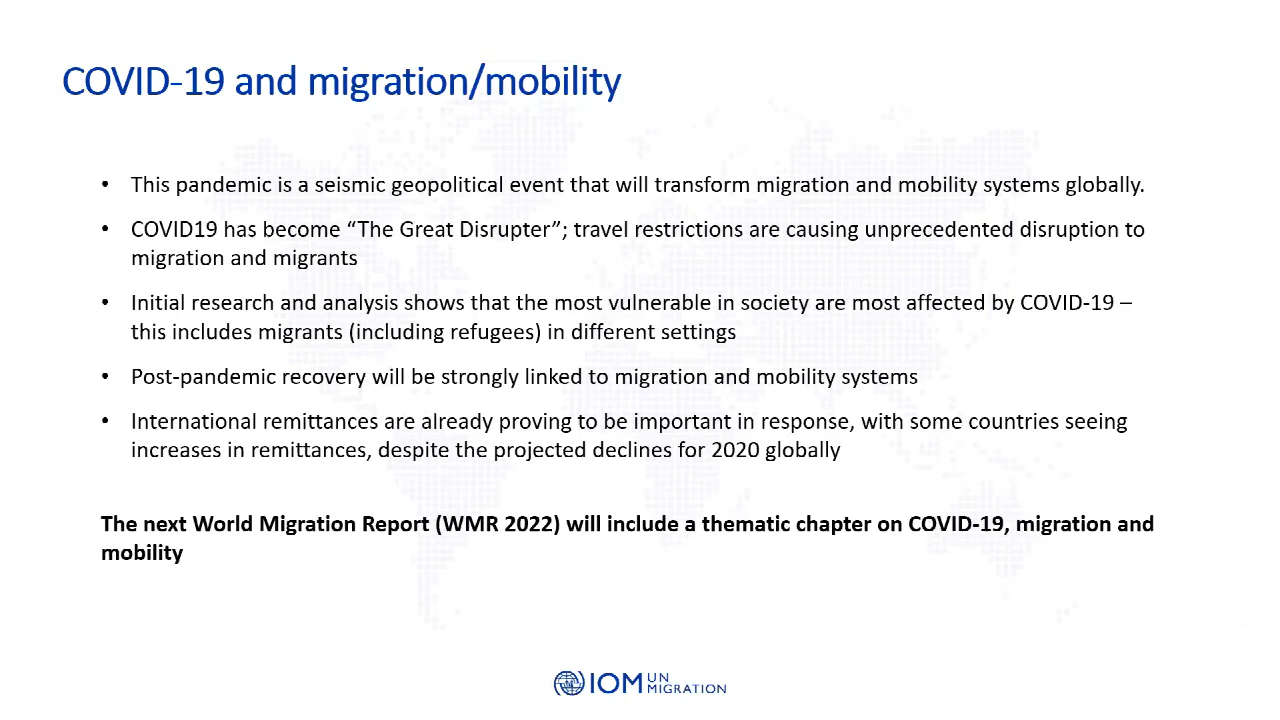 COVID-19 and migration/mobility
• This pandemic is a seismic geopolitical event that will transform migration and mobility systems globally.
• COVID19 has become “The Great Disrupter”; travel restrictions are causing unprecedented disruption to
migration and migrants
• Initial research and analysis shows that the most vulnerable in society are most affected by COVID-19 –
this includes migrants (including refugees) in different settings
• Post-pandemic recovery will be strongly linked to migration and mobility systems
• International remittances are already proving to be important in response, with some countries seeing
increases in remittances, despite the projected declines for 2020 globally
The next World Migration Report (WMR 2022) will include a thematic chapter on COVID-19, migration and
mobility
IOM UN
MIGRATION